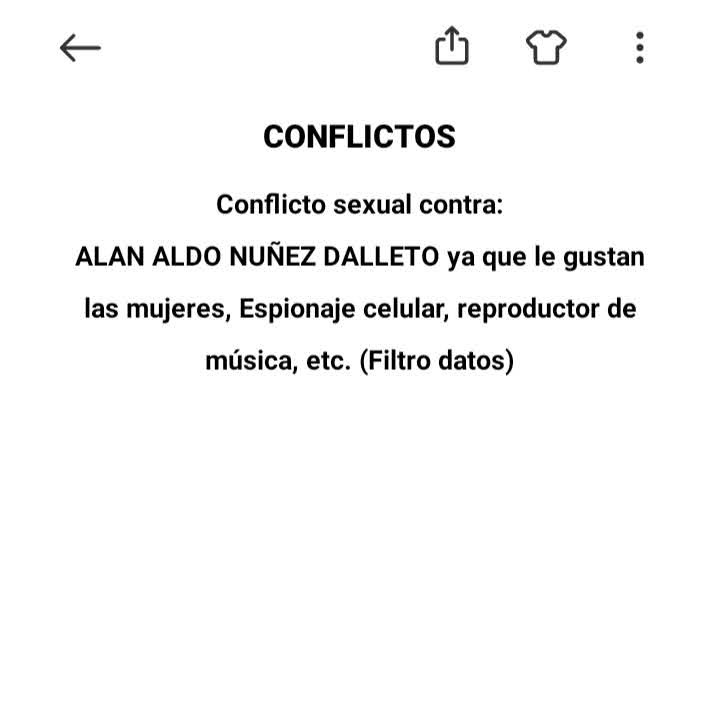 CONFLICTOS
Conflicto sexual contra:
ALAN ALDO NUÑEZ DALLETO ya que le gustan
las mujeres, Espionaje celular, reproductor de
música, etc. (Filtro datos)